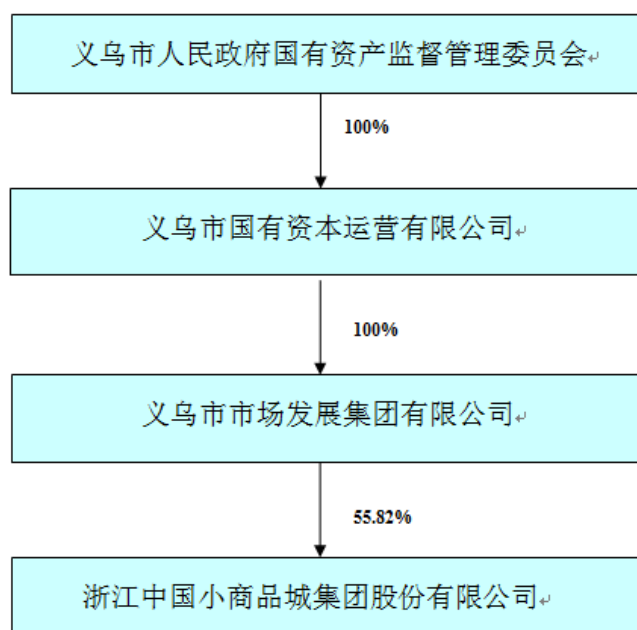 义乌市人民政府国有资产监督管理委员会
100%
义乌市国有资本运营有限公司
100%
义乌市市场发展集团有限公司
55.82%
浙江中国小商品城集团股份有限公司